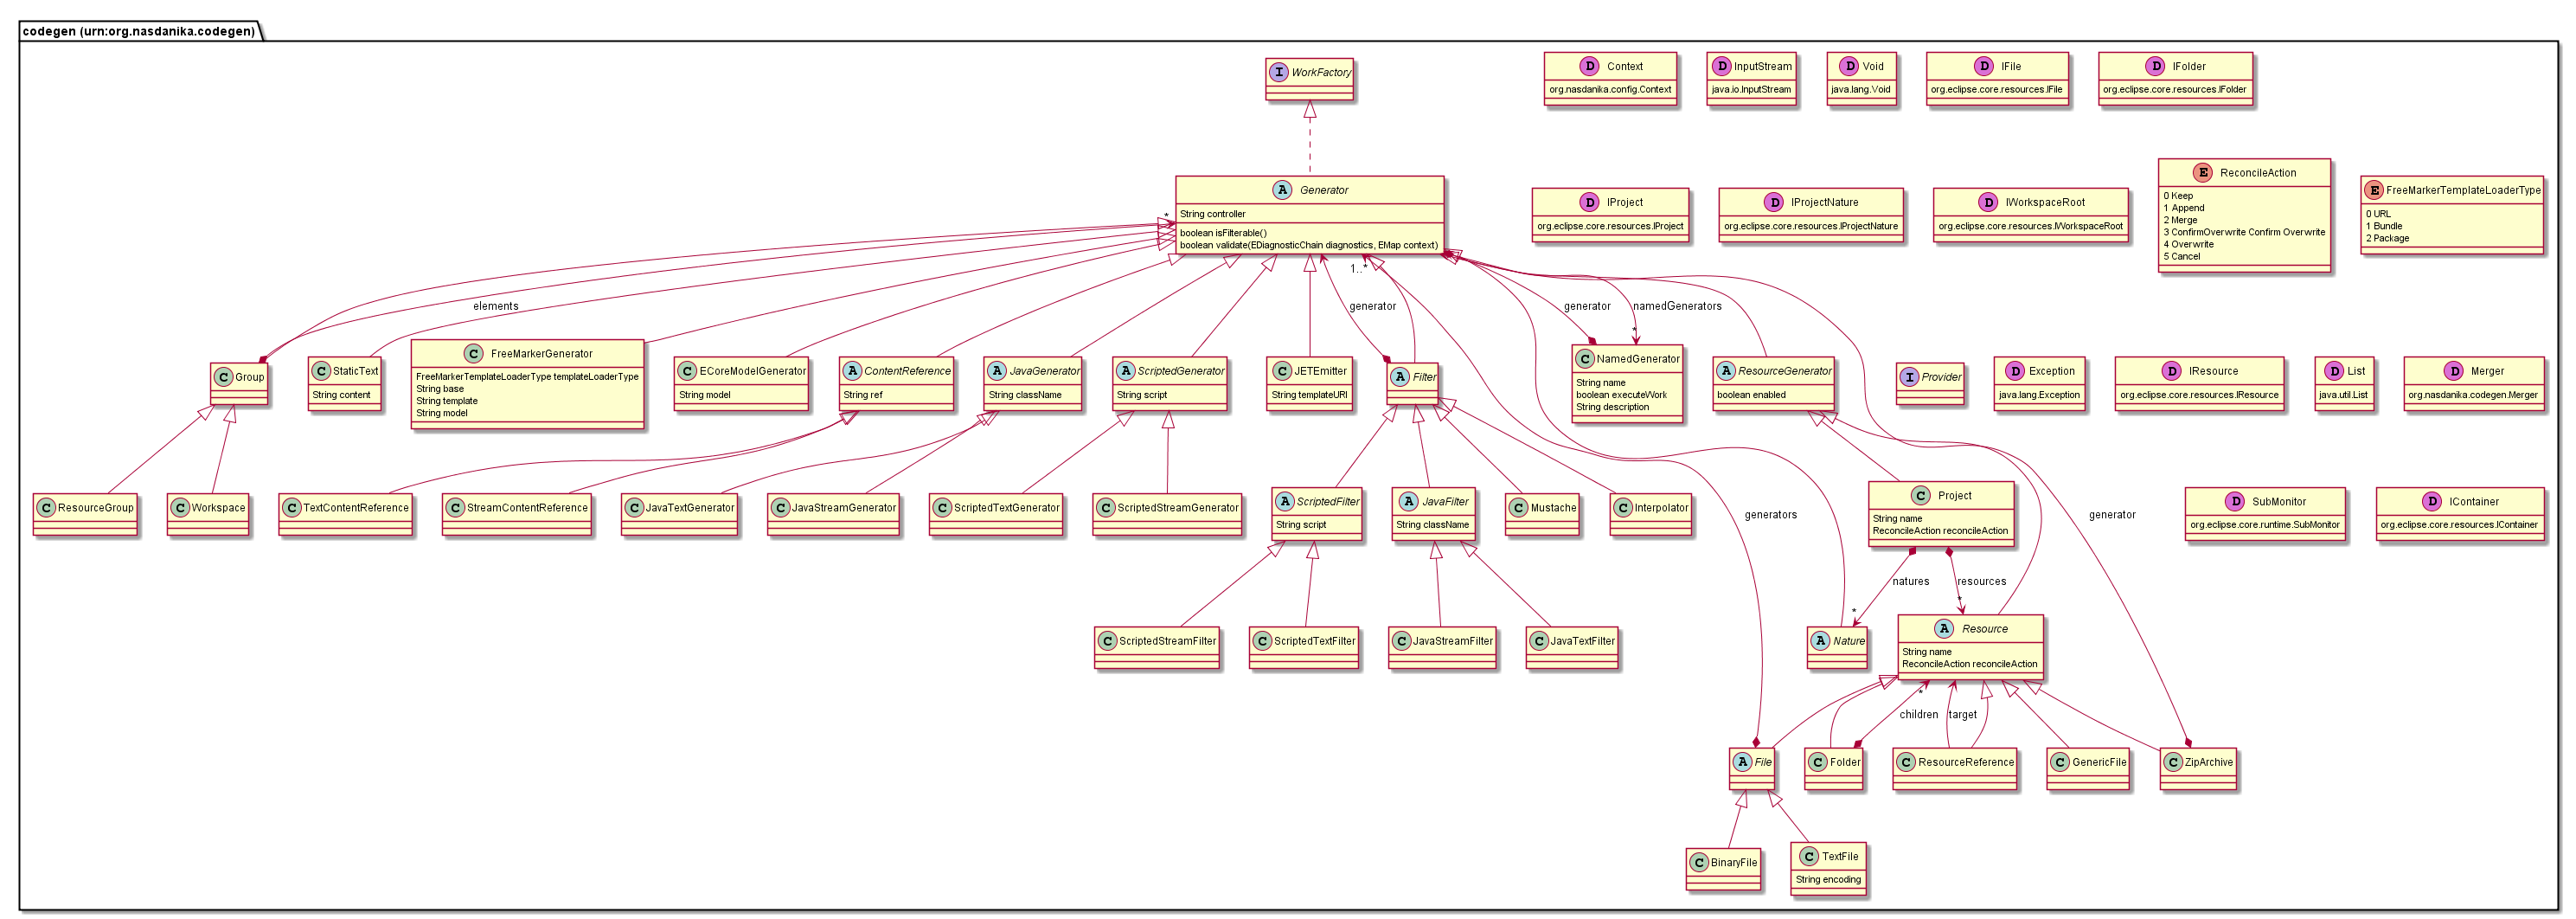 codegen (urn:org.nasdanika.codegen)
I WorkFactory
D Context
org.nasdanika.config.Context
D InputStream
java.io.InputStream
D Void
java.lang.Void
D IFile
org.eclipse.core.resources.IFile
D IFolder
org.eclipse.core.resources.IFolder
A Generator
String controller
boolean isFilterable()
boolean validate(EDiagnosticChain diagnostics, EMap context)
D IProject
org.eclipse.core.resources.IProject
D IProjectNature
org.eclipse.core.resources.IProjectNature
D IWorkspaceRoot
org.eclipse.core.resources.IWorkspaceRoot
E ReconcileAction
0 Keep
1 Append
2 Merge
3 ConfirmOverwrite Confirm Overwrite
4 Overwrite
5 Cancel
E FreeMarkerTemplateLoaderType
0 URL
1 Bundle
2 Package
*
1..*
elements
generator
generator
namedGenerators
*
C Group
C StaticText
String content
C FreeMarkerGenerator
FreeMarkerTemplateLoaderType templateLoaderType
String base
String template
String model
C ECoreModelGenerator
String model
A ContentReference
String ref
A JavaGenerator
String className
A ScriptedGenerator
String script
C JETEmitter
String templateURI
A Filter
C NamedGenerator
String name
boolean executeWork
String description
A ResourceGenerator
boolean enabled
I Provider
D Exception
java.lang.Exception
D IResource
org.eclipse.core.resources.IResource
D List
java.util.List
D Merger
org.nasdanika.codegen.Merger
C ResourceGroup
C Workspace
C TextContentReference
C StreamContentReference
C JavaTextGenerator
C JavaStreamGenerator
C ScriptedTextGenerator
C ScriptedStreamGenerator
A ScriptedFilter
String script
A JavaFilter
String className
C Mustache
C Interpolator
generators
C Project
String name
ReconcileAction reconcileAction
generator
D SubMonitor
org.eclipse.core.runtime.SubMonitor
D IContainer
org.eclipse.core.resources.IContainer
natures
resources
*
*
C ScriptedStreamFilter
C ScriptedTextFilter
C JavaStreamFilter
C JavaTextFilter
A Nature
A Resource
String name
ReconcileAction reconcileAction
*
children
target
A File
C Folder
C ResourceReference
C GenericFile
C ZipArchive
C BinaryFile
C TextFile
String encoding